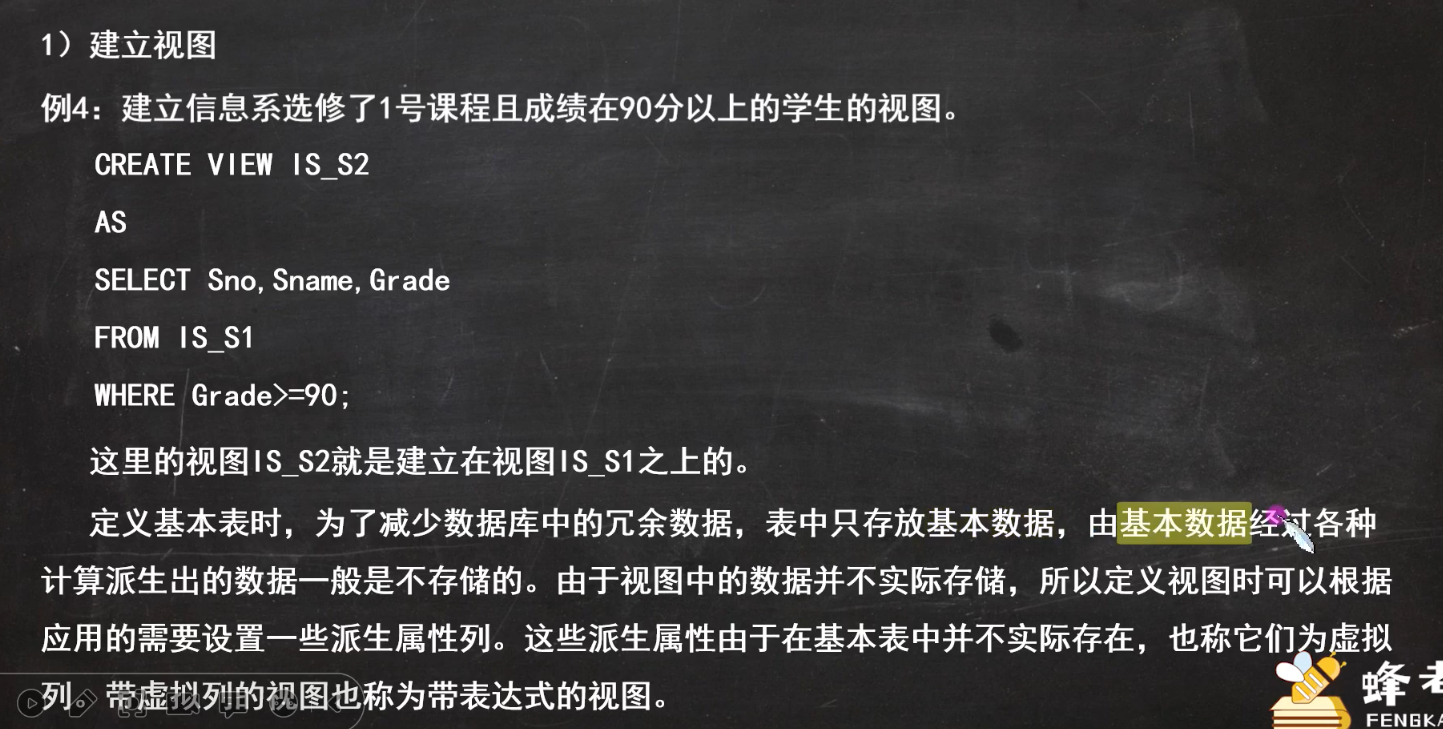 1）建立视图
例4：建立信息系选修了1号课程且成绩在90分以上的学生的视图。
CREATE VIEW IS_S2
AS
SELECT Sno,Sname,Grade
FROM IS_S1
WHERE Grade>=90;
这里的视图IS_S2就是建立在视图IS_S1之上的。
定义基本表时，为了减少数据库中的冗余数据，表中只存放基本数据，由基本数据经过各种
计算派生出的数据一般是不存储的。由于视图中的数据并不实际存储，所以定义视图时可以根据
应用的需要设置一些派生属性列。这些派生属性由于在基本表中并不实际存在，也称它们为虚拟
列。带虚拟列的视图也称为带表达式的视图。
蜂考
FENGKA